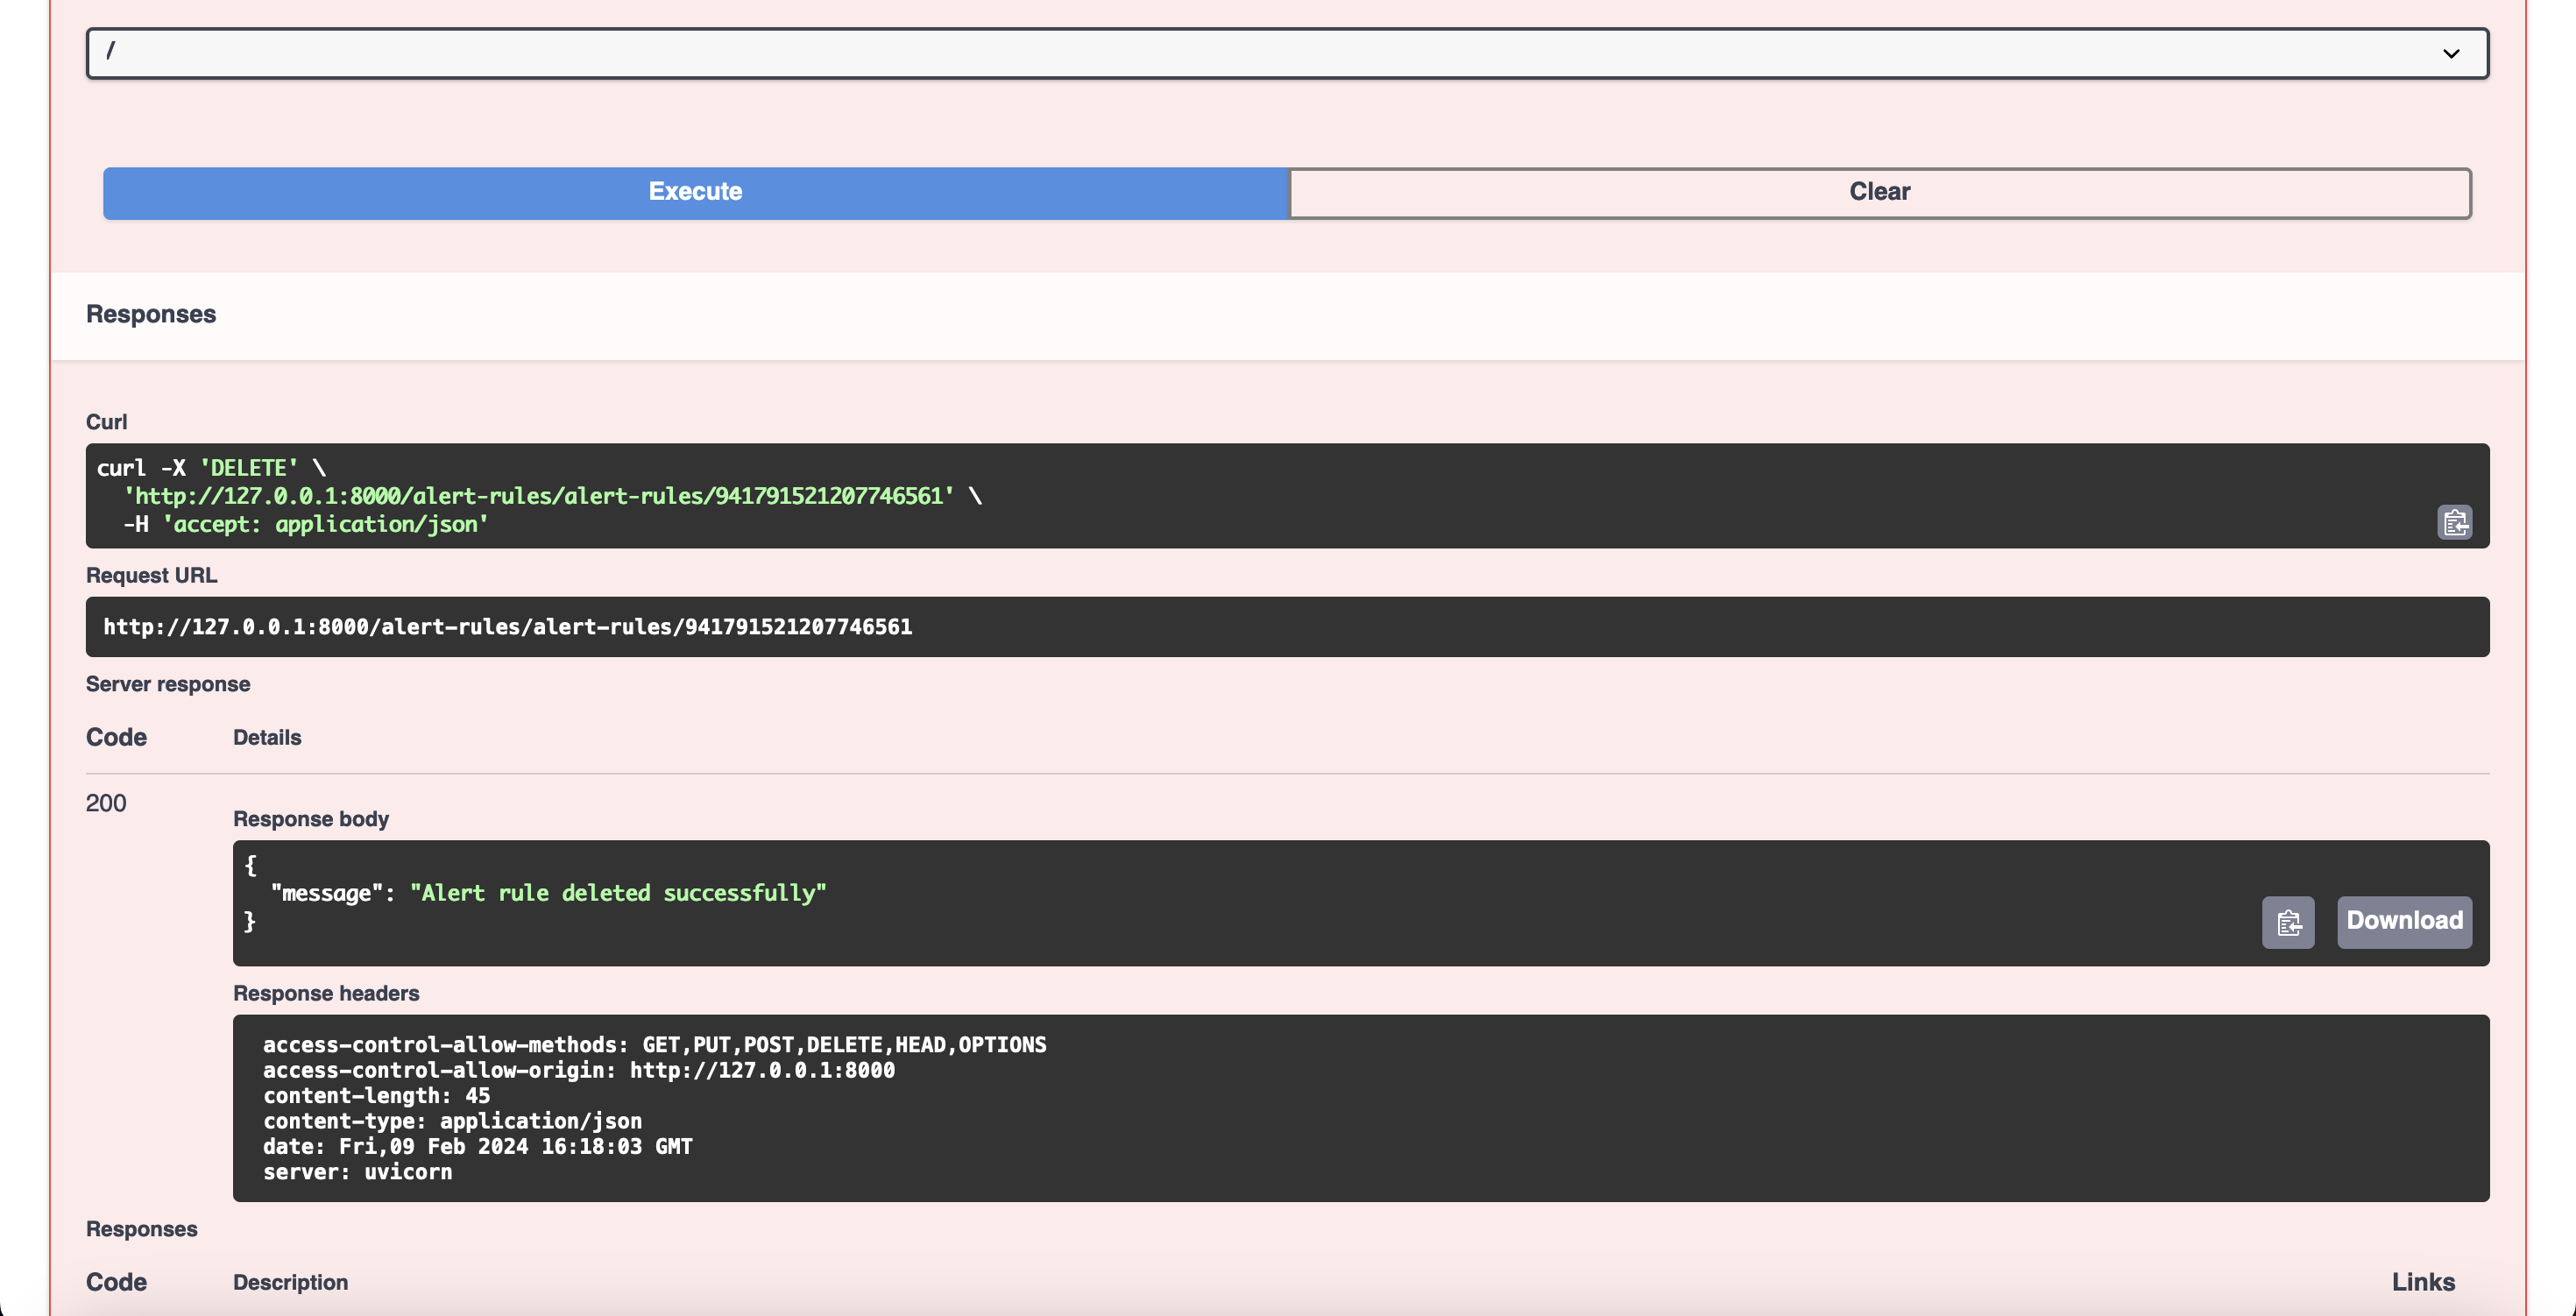 /
Execute
Clear
Responses
Curl
curl -X 'DELETE' \
'http://127.0.0.1:8000/alert-rules/alert-rules/941791521207746561' \
-H 'accept: application/json'
Request URL
http://127.0.0.1:8000/alert-rules/alert-rules/941791521207746561
Server response
Code Details
200
Response body
{
"message": "Alert rule deleted successfully"
}
Download
Response headers
access-control-allow-methods: GET,PUT,POST,DELETE,HEAD,OPTIONS
access-control-allow-origin: http://127.0.0.1:8000
content-length: 45
content-type: application/json
date: Fri,09 Feb 2024 16:18:03 GMT
server: uvicorn
Responses
Code Description Links